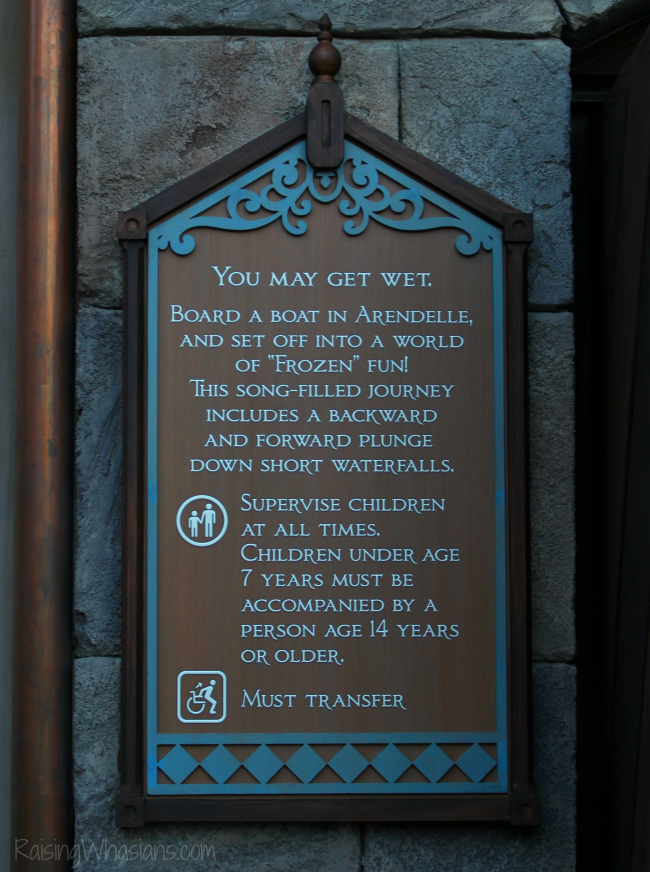 You may get wet.
Board a boat in Arendelle,
and set off into a world
of "Frozen" fun!
This song-filled journey
includes a backward
and forward plunge
down short waterfalls.
Supervise children
at all times.
Children under age
7 years must be
accompanied by a
person age 14 years
or older.
Must transfer
RaisingWhasians.com